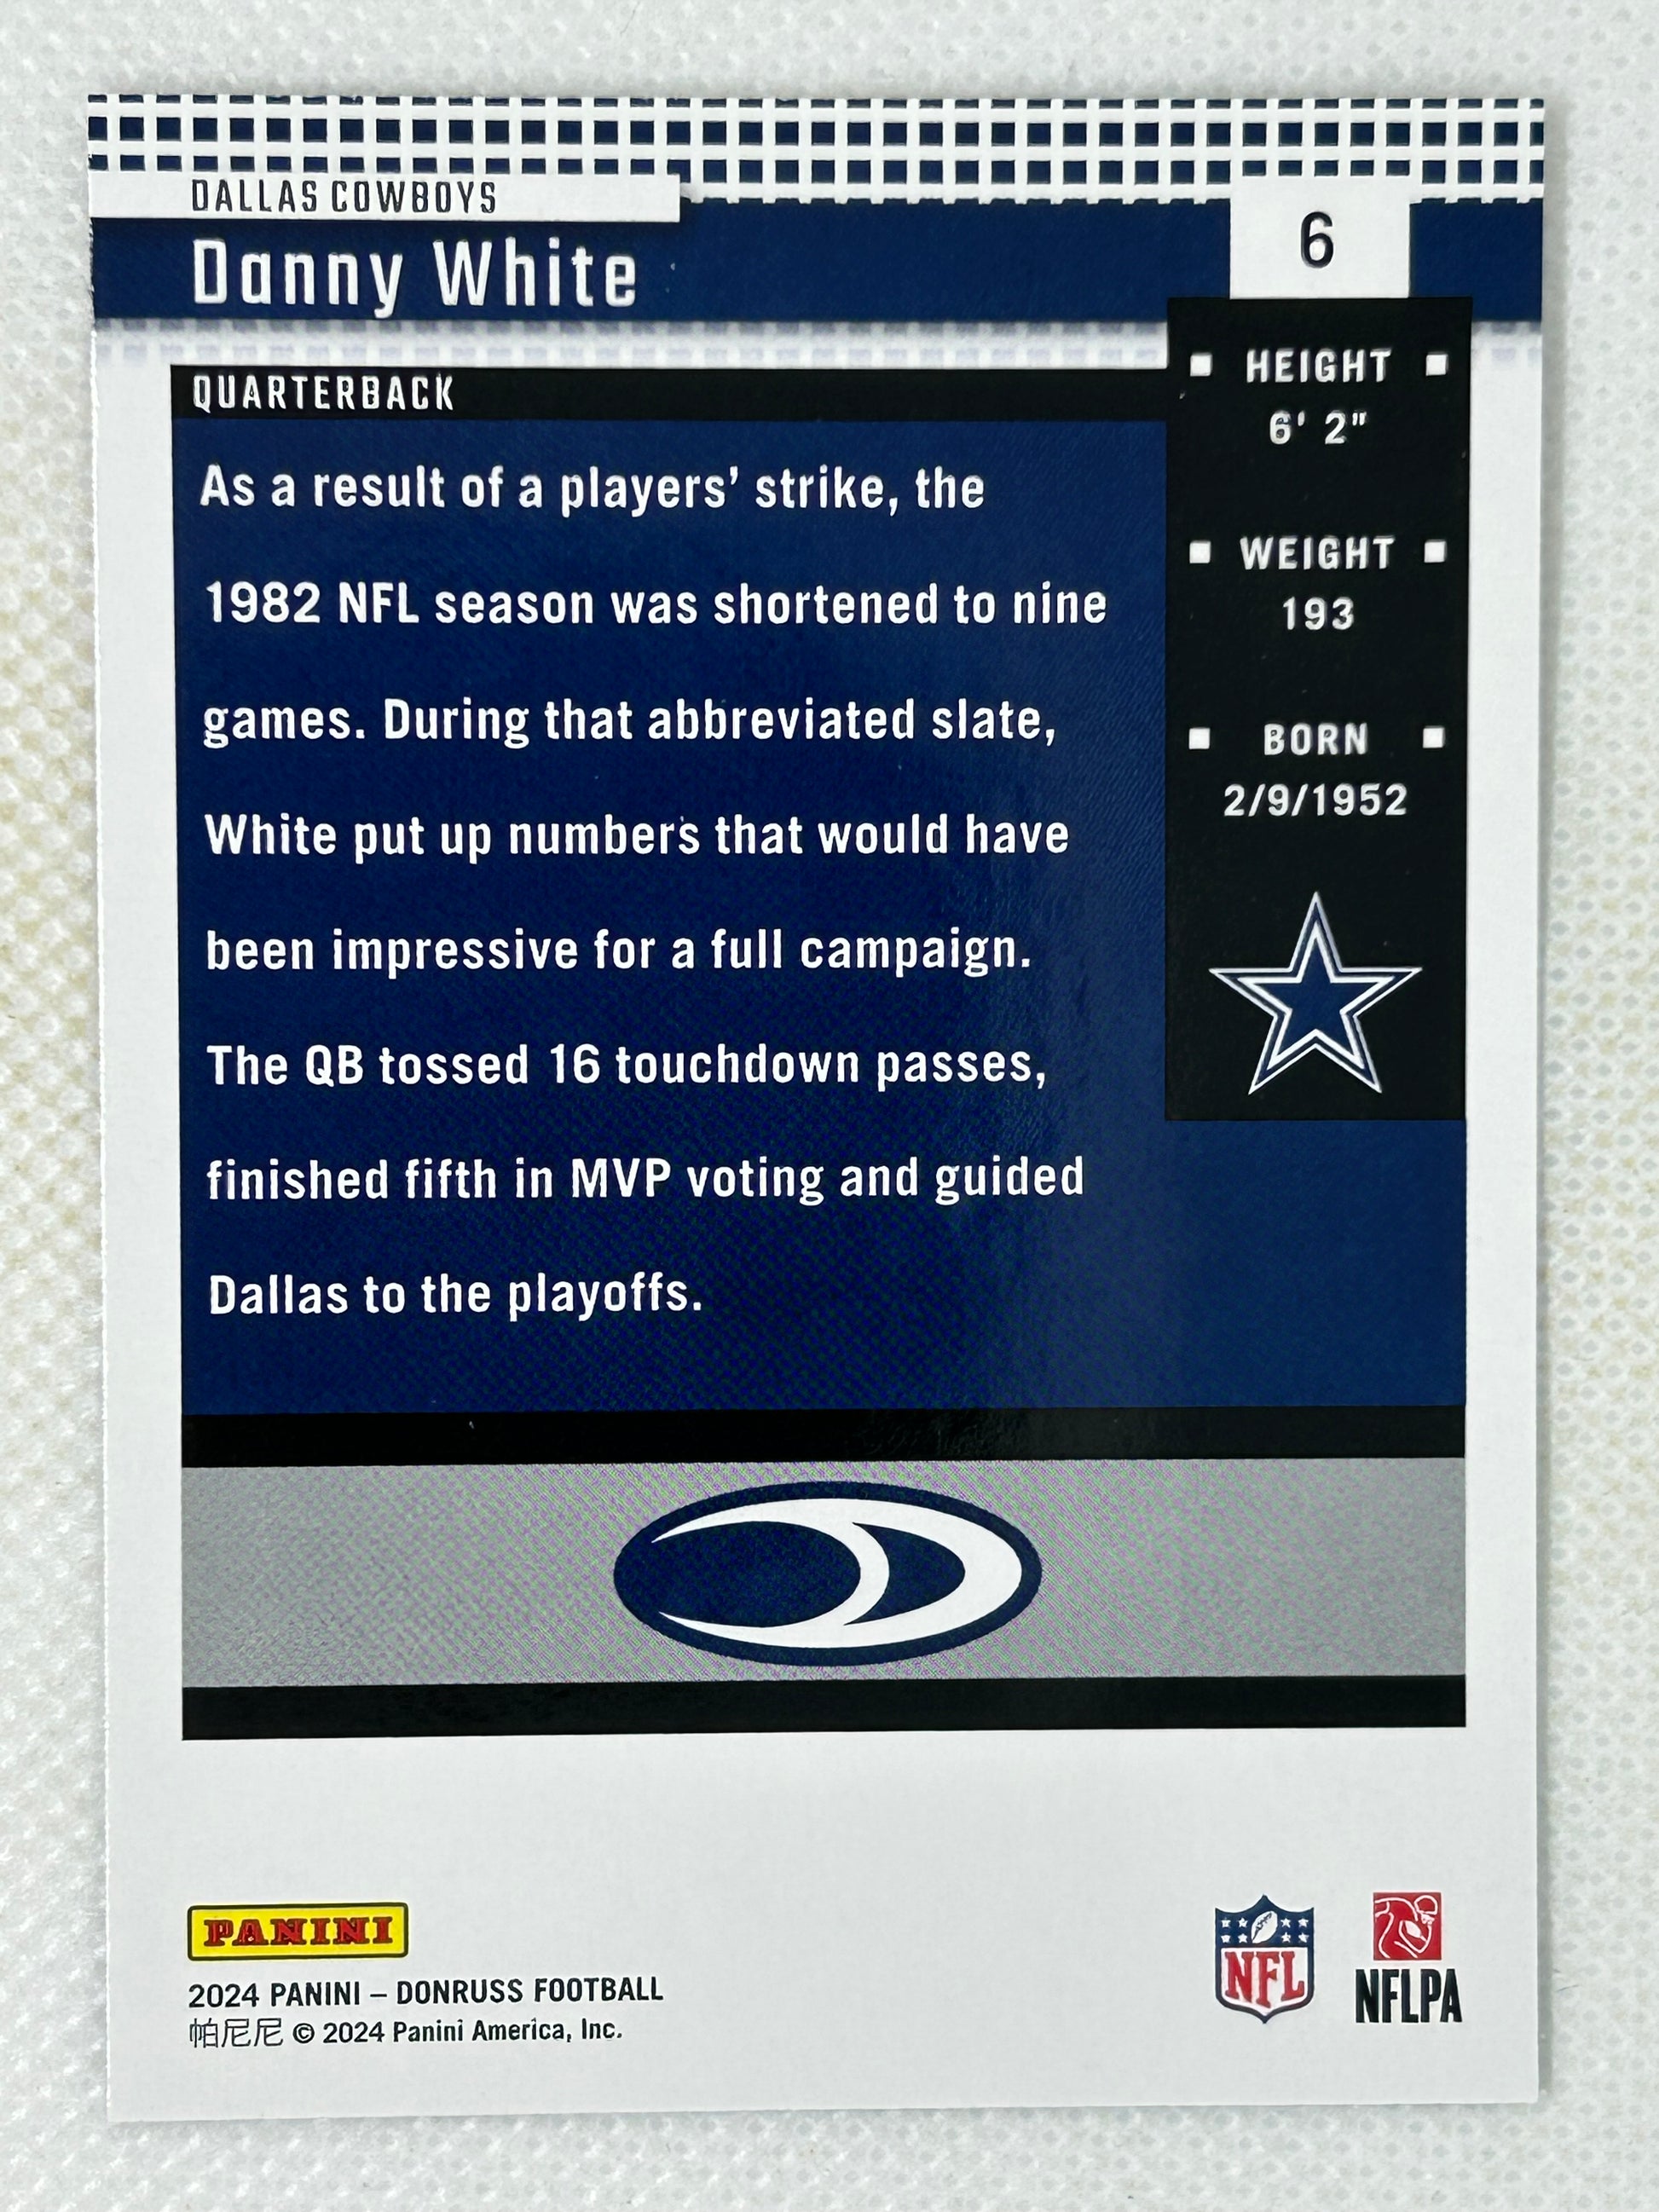 DALLAS COWBOYS
Danny White
6
QUARTERBACK
HEIGHT
6' 2"
WEIGHT
193
BORN
2/9/1952
As a result of a players’ strike, the
1982 NFL season was shortened to nine
games. During that abbreviated slate,
White put up numbers that would have
been impressive for a full campaign.
The QB tossed 16 touchdown passes,
finished fifth in MVP voting and guided
Dallas to the playoffs.
PANINI
2024 PANINI – DONRUSS FOOTBALL
帕尼尼 © 2024 Panini America, Inc.
NFL
NFLPA